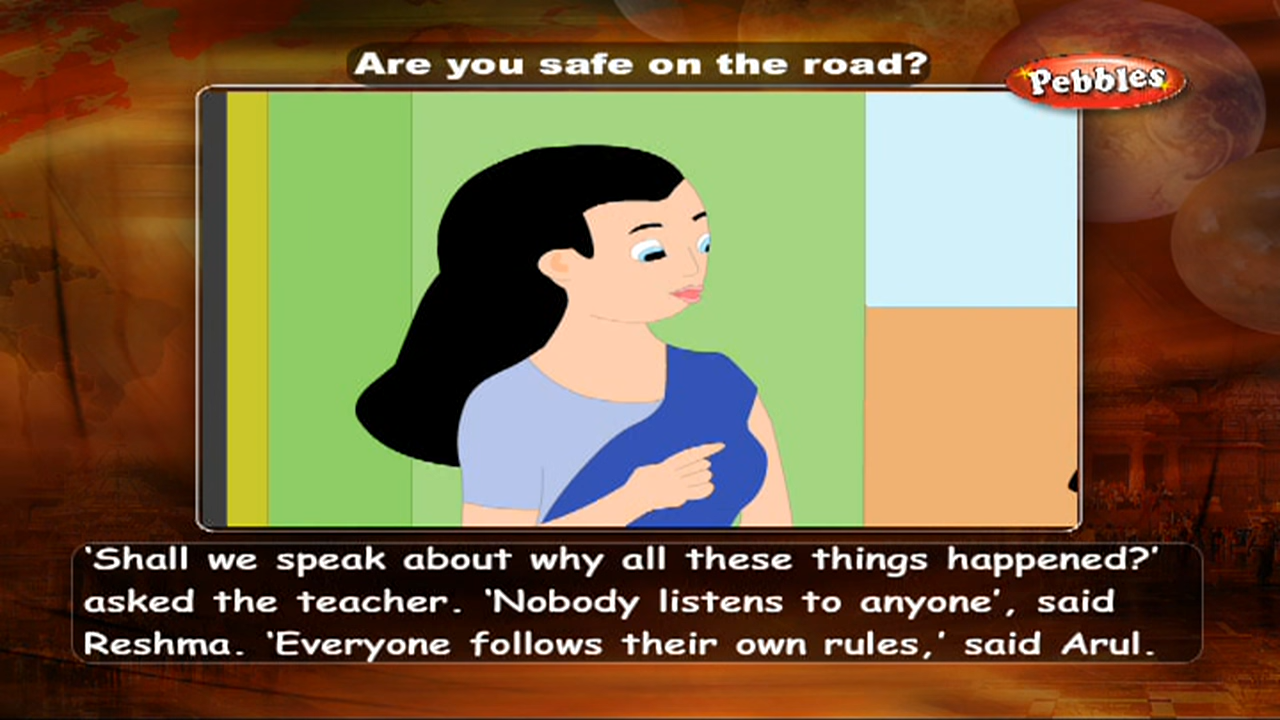 Are you safe on the road?
Pebbles
‘Shall we speak about why all these things happened?’
asked the teacher. ‘Nobody listens to anyone’, said
Reshma. ‘Everyone follows their own rules,’ said Arul.